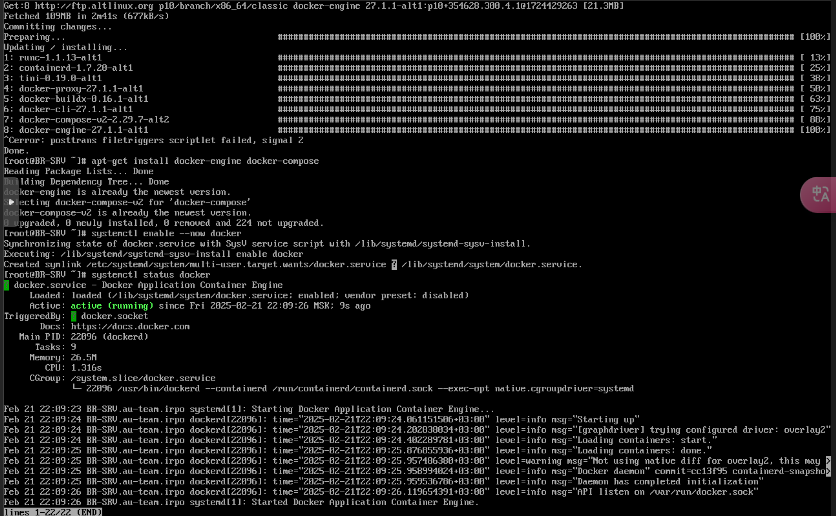 Get:8 http://ftp.altlinux.org p10/branch/x86_64/classic docker-engine 27.1.1-alt1:p10+354628.300.4.1@1724429263 [21.3MB]
Fetched 109MB in 2m41s (677kB/s)
Committing changes...
Preparing... #################### [100%]
Updating / installing...
1: runc-1.1.13-alt1 #################### [ 13%]
2: containerd-1.7.20-alt1 #################### [ 25%]
3: tini-0.19.0-alt1 #################### [ 38%]
4: docker-proxy-27.1.1-alt1 #################### [ 50%]
5: docker-buildx-0.16.1-alt1 #################### [ 63%]
6: docker-cli-27.1.1-alt1 #################### [ 75%]
7: docker-compose-v2-2.29.7-alt2 #################### [ 88%]
8: docker-engine-27.1.1-alt1 #################### [100%]
^Cerror: posttrans filetriggers scriptlet failed, signal 2
Done.
[root@BR-SRV ~]# apt-get install docker-engine docker-compose
Reading Package Lists... Done
Building Dependency Tree... Done
docker-engine is already the newest version.
Selecting docker-compose-v2 for 'docker-compose'
docker-compose-v2 is already the newest version.
0 upgraded, 0 newly installed, 0 removed and 224 not upgraded.
[root@BR-SRV ~]# systemctl enable --now docker
Synchronizing state of docker.service with SysV service script with /lib/systemd/systemd-sysv-install.
Executing: /lib/systemd/systemd-sysv-install enable docker
Created symlink /etc/systemd/system/multi-user.target.wants/docker.service ? /lib/systemd/system/docker.service.
[root@BR-SRV ~]# systemctl status docker
docker.service - Docker Application Container Engine
Loaded: loaded (/lib/systemd/system/docker.service; enabled; vendor preset: disabled)
Active: active (running) since Fri 2025-02-21 22:09:26 MSK; 9s ago
TriggeredBy: docker.socket
Docs: https://docs.docker.com
Main PID: 22096 (dockerd)
Tasks: 9
Memory: 26.5M
CPU: 1.316s
CGroup: /system.slice/docker.service
└─ 22096 /usr/bin/dockerd --containerd /run/containerd/containerd.sock --exec-opt native.cgroupdriver=systemd
Feb 21 22:09:23 BR-SRV.au-team.irpo systemd[1]: Starting Docker Application Container Engine...
Feb 21 22:09:24 BR-SRV.au-team.irpo dockerd[22096]: time="2025-02-21T22:09:24.061151506+03:00" level=info msg="Starting up"
Feb 21 22:09:24 BR-SRV.au-team.irpo dockerd[22096]: time="2025-02-21T22:09:24.202030034+03:00" level=info msg="[graphdriver] trying configured driver: overlay2"
Feb 21 22:09:24 BR-SRV.au-team.irpo dockerd[22096]: time="2025-02-21T22:09:24.402289781+03:00" level=info msg="Loading containers: start."
Feb 21 22:09:25 BR-SRV.au-team.irpo dockerd[22096]: time="2025-02-21T22:09:25.876855936+03:00" level=info msg="Loading containers: done."
Feb 21 22:09:25 BR-SRV.au-team.irpo dockerd[22096]: time="2025-02-21T22:09:25.957406300+03:00" level=warning msg="Not using native diff for overlay2, this may
Feb 21 22:09:25 BR-SRV.au-team.irpo dockerd[22096]: time="2025-02-21T22:09:25.958994024+03:00" level=info msg="Docker daemon" commit=cc13f95 containerd-snapsho
Feb 21 22:09:25 BR-SRV.au-team.irpo dockerd[22096]: time="2025-02-21T22:09:25.959536706+03:00" level=info msg="Daemon has completed initialization"
Feb 21 22:09:26 BR-SRV.au-team.irpo dockerd[22096]: time="2025-02-21T22:09:26.119654391+03:00" level=info msg="API listen on /var/run/docker.sock"
Feb 21 22:09:26 BR-SRV.au-team.irpo systemd[1]: Started Docker Application Container Engine.
lines 1-22/22 (END)